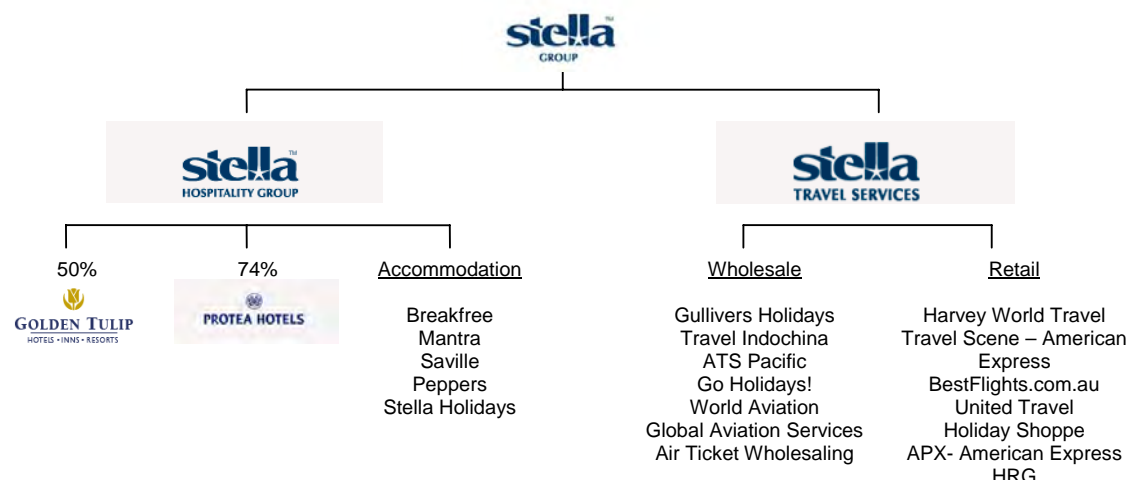 stella™
GROUP
stella™
HOSPITALITY GROUP
stella
TRAVEL SERVICES
50%
GOLDEN TULIP
HOTELS • INNS • RESORTS
74%
PROTEA HOTELS
Accommodation
Breakfree
Mantra
Saville
Peppers
Stella Holidays
Wholesale
Gullivers Holidays
Travel Indochina
ATS Pacific
Go Holidays!
World Aviation
Global Aviation Services
Air Ticket Wholesaling
Retail
Harvey World Travel
Travel Scene – American
Express
BestFlights.com.au
United Travel
Holiday Shoppe
APX- American Express
HRG